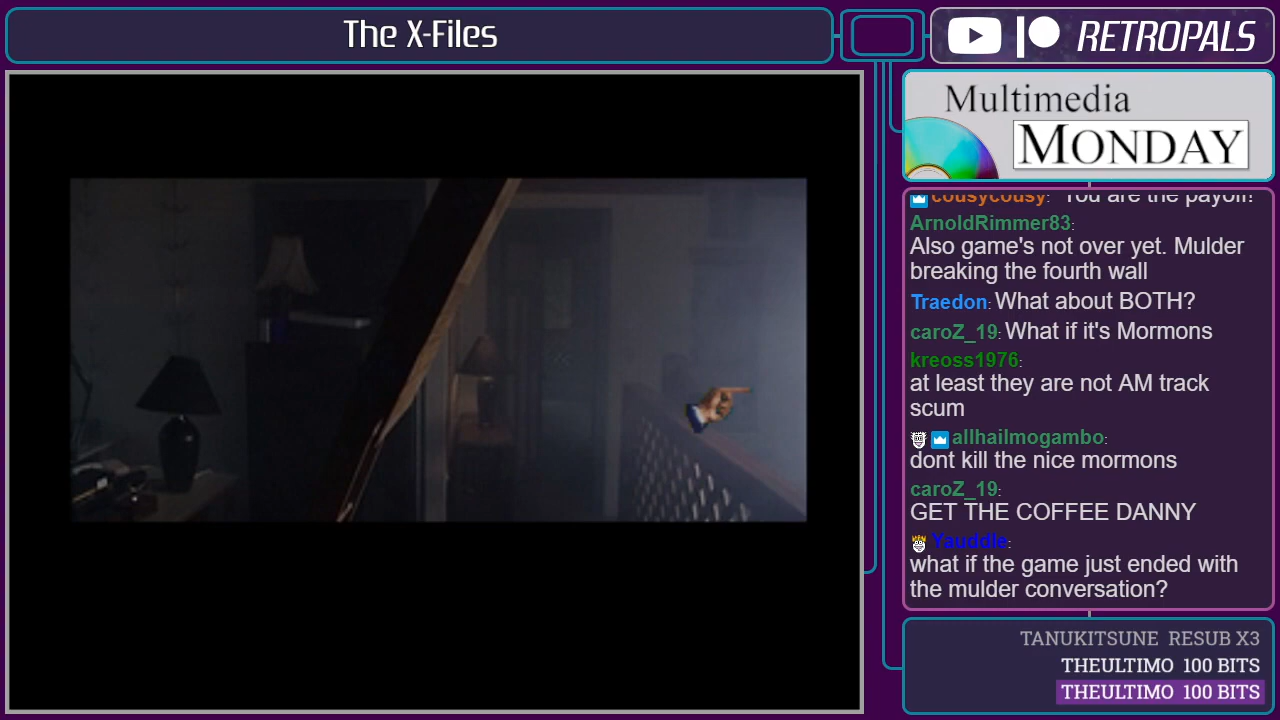 The X-Files
RETROPALS
Multimedia
MONDAY
cousycousy: "You are the payoff!
ArnoldRimmer83:
Also game's not over yet. Mulder
breaking the fourth wall
Traedon: What about BOTH?
caroZ_19: What if it's Mormons
kreoss1976:
at least they are not AM track
scum
allhailmogambo:
dont kill the nice mormons
caroZ_19:
GET THE COFFEE DANNY
Yauddle:
what if the game just ended with
the mulder conversation?
TANUKITSUNE RESUB X3
THEULTIMO 100 BITS
THEULTIMO 100 BITS